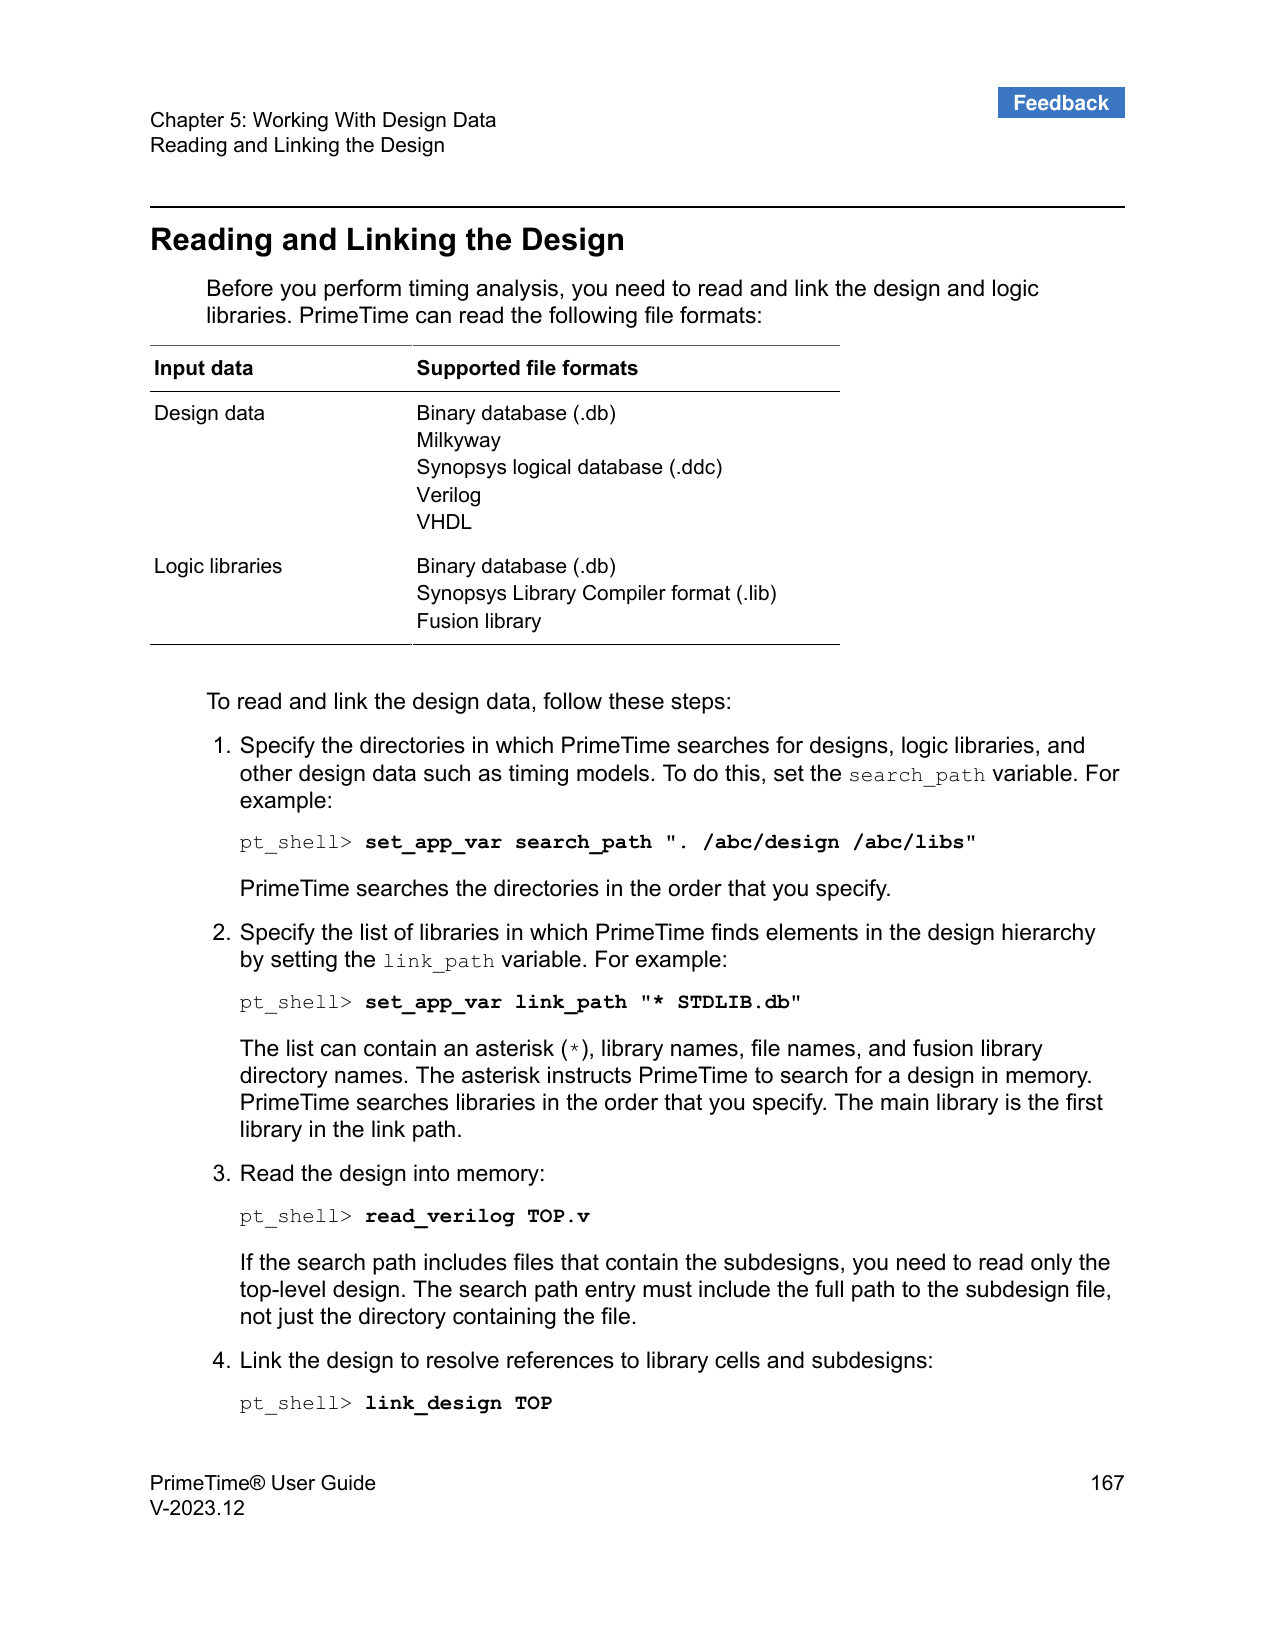 Feedback
Chapter 5: Working With Design Data
Reading and Linking the Design
Reading and Linking the Design
Before you perform timing analysis, you need to read and link the design and logic
libraries. PrimeTime can read the following file formats:
Input data Supported file formats
Design data Binary database (.db)
Milkyway
Synopsys logical database (.ddc)
Verilog
VHDL
Logic libraries Binary database (.db)
Synopsys Library Compiler format (.lib)
Fusion library
To read and link the design data, follow these steps:
1. Specify the directories in which PrimeTime searches for designs, logic libraries, and
other design data such as timing models. To do this, set the search_path variable. For
example:
pt_shell> set_app_var search_path ". /abc/design /abc/libs"
PrimeTime searches the directories in the order that you specify.
2. Specify the list of libraries in which PrimeTime finds elements in the design hierarchy
by setting the link_path variable. For example:
pt_shell> set_app_var link_path "* STDLIB.db"
The list can contain an asterisk (*), library names, file names, and fusion library
directory names. The asterisk instructs PrimeTime to search for a design in memory.
PrimeTime searches libraries in the order that you specify. The main library is the first
library in the link path.
3. Read the design into memory:
pt_shell> read_verilog TOP.v
If the search path includes files that contain the subdesigns, you need to read only the
top-level design. The search path entry must include the full path to the subdesign file,
not just the directory containing the file.
4. Link the design to resolve references to library cells and subdesigns:
pt_shell> link_design TOP
PrimeTime® User Guide 167
V-2023.12